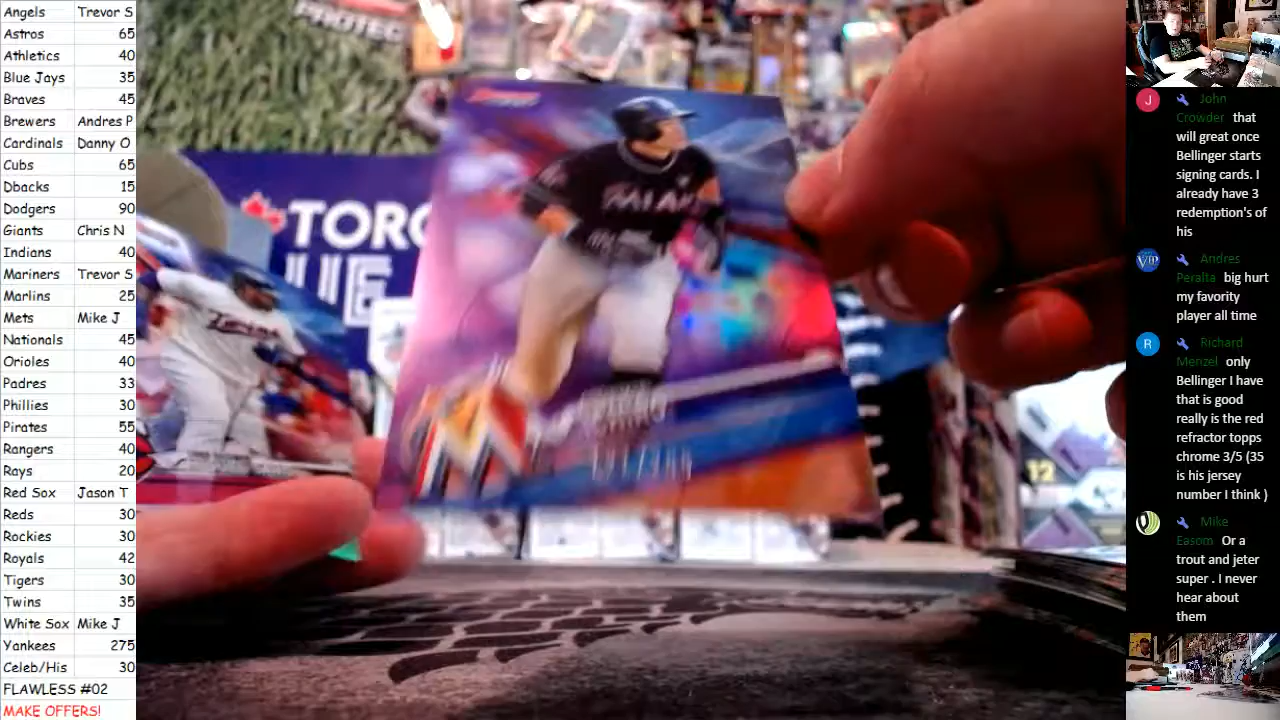 Angels Trevor S
Astros 65
Athletics 40
Blue Jays 35
Braves 45
Brewers Andres P
Cardinals Danny O
Cubs 65
Dbacks 15
Dodgers 90
Giants Chris N
Indians 40
Mariners Trevor S
Marlins 25
Mets Mike J
Nationals 45
Orioles 40
Padres 33
Phillies 30
Pirates 55
Rangers 40
Rays 20
Red Sox Jason T
Reds 30
Rockies 30
Royals 42
Tigers 30
Twins 35
White Sox Mike J
Yankees 275
Celeb/His 30
FLAWLESS #02
MAKE OFFERS!
TORO
MIAM
12
J John
Crowder that
will great once
Bellinger starts
signing cards. I
already have 3
redemption's of
his
VIP Andres
Peralta big hurt
my favority
player all time
R Richard
Menzel only
Bellinger I have
that is good
really is the red
refractor topps
chrome 3/5 (35
is his jersey
number I think )
Mike
Easom Or a
trout and jeter
super . I never
hear about
them